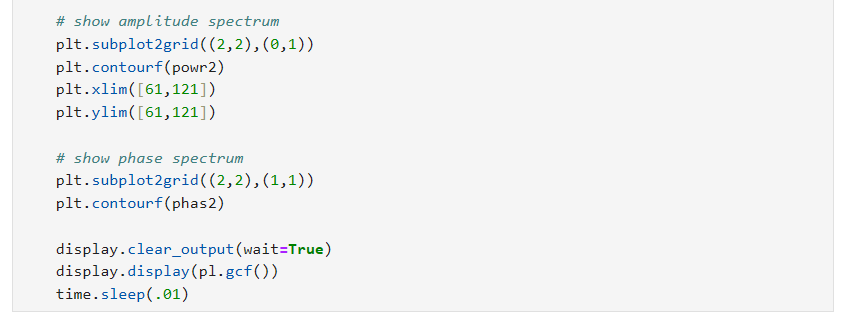 # show amplitude spectrum
plt.subplot2grid((2,2),(0,1))
plt.contourf(powr2)
plt.xlim([61,121])
plt.ylim([61,121])
# show phase spectrum
plt.subplot2grid((2,2),(1,1))
plt.contourf(phas2)
display.clear_output(wait=True)
display.display(pl.gcf())
time.sleep(.01)